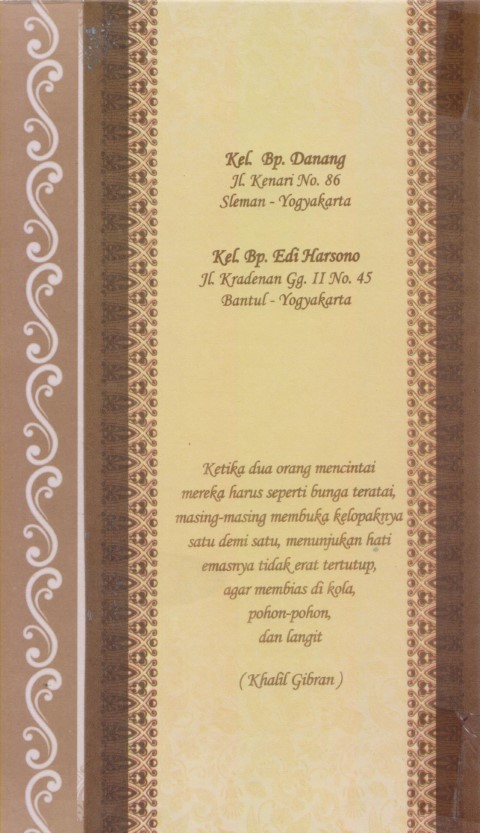 Kel. Bp. Danang
Jl. Kenari No. 86
Sleman - Yogyakarta
Kel. Bp. Edi Harsono
Jl. Kradenan Gg. II No. 45
Bantul - Yogyakarta
Ketika dua orang mencintai
mereka harus seperti bunga teratai,
masing-masing membuka kelopaknya
satu demi satu, menunjukan hati
emasnya tidak erat tertutup,
agar membias di kola,
pohon-pohon,
dan langit
( Khalil Gibran )